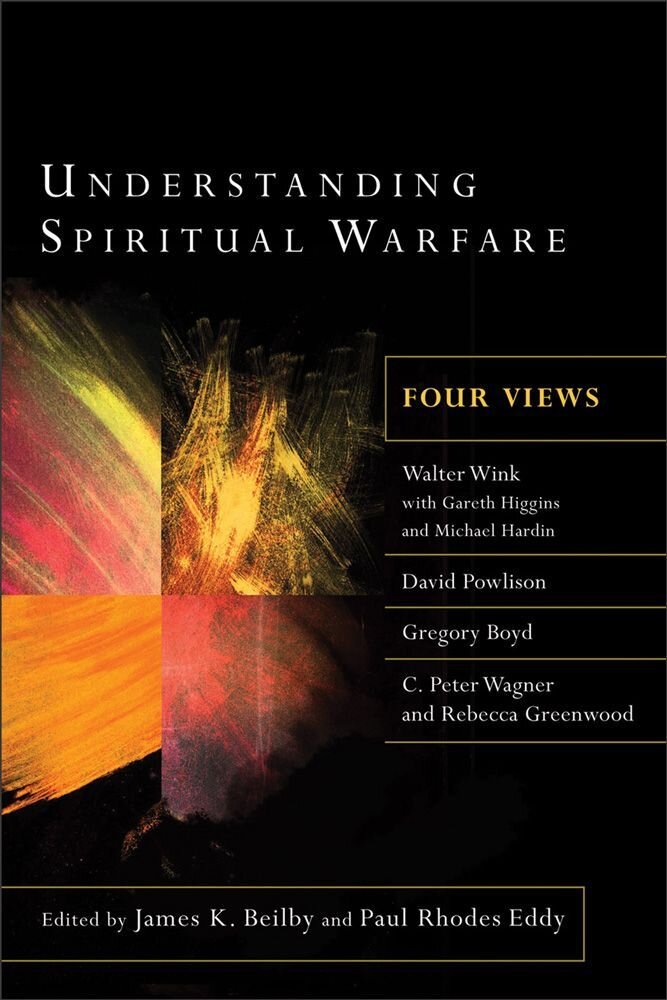 UNDERSTANDING
SPIRITUAL WARFARE
FOUR VIEWS
Walter Wink
with Gareth Higgins
and Michael Hardin
David Powlison
Gregory Boyd
C. Peter Wagner
and Rebecca Greenwood
Edited by James K. Beilby and Paul Rhodes Eddy